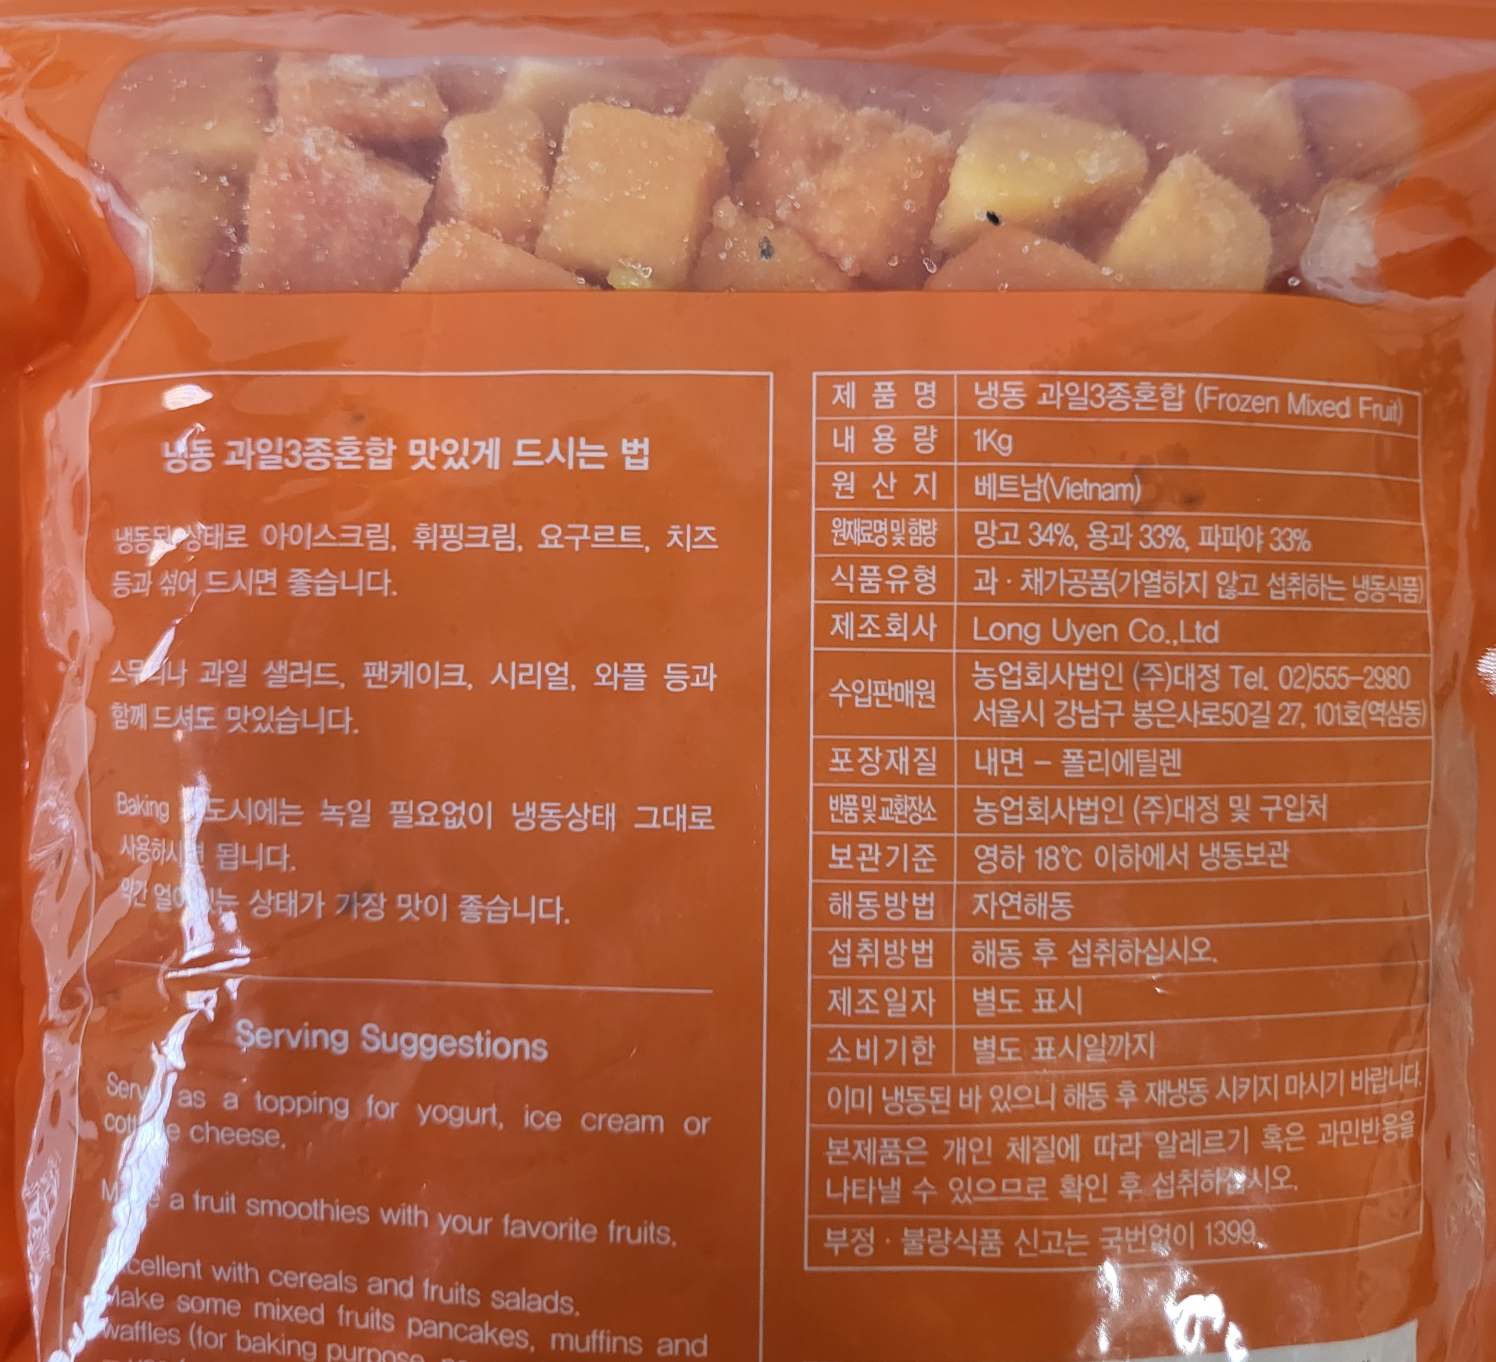 냉동 과일3종혼합 맛있게 드시는 법
냉동된 상태로 아이스크림, 휘핑크림, 요구르트, 치즈
등과 섞어 드시면 좋습니다.
스무디나 과일 샐러드, 팬케이크, 시리얼, 와플 등과
함께 드셔도 맛있습니다.
Baking 도시에는 녹일 필요없이 냉동상태 그대로
사용하시면 됩니다.
약간 얼어있는 상태가 가장 맛이 좋습니다.
Serving Suggestions
as a topping for yogurt, ice cream or
cheese.
a fruit smoothies with your favorite fruits.
Excellent with cereals and fruits salads.
Make some mixed fruits pancakes, muffins and
waffles (for baking purpose
제 품 명 냉동 과일3종혼합 (Frozen Mixed Fruit)
내 용 량 1Kg
원 산 지 베트남(Vietnam)
원재료명 및 함량 망고 34%, 용과 33%, 파파야 33%
식품유형 과 · 채가공품(가열하지 않고 섭취하는 냉동식품)
제조회사 Long Uyen Co.,Ltd
수입판매원 농업회사법인 (주)대정 Tel. 02)555-2980
서울시 강남구 봉은사로50길 27, 101호(역삼동)
포장재질 내면 – 폴리에틸렌
반품 및 교환장소 농업회사법인 (주)대정 및 구입처
보관기준 영하 18℃ 이하에서 냉동보관
해동방법 자연해동
섭취방법 해동 후 섭취하십시오.
제조일자 별도 표시
소비기한 별도 표시일까지
이미 냉동된 바 있으니 해동 후 재냉동 시키지 마시기 바랍니다.
본제품은 개인 체질에 따라 알레르기 혹은 과민반응을
나타낼 수 있으므로 확인 후 섭취하십시오.
부정 · 불량식품 신고는 국번없이 1399